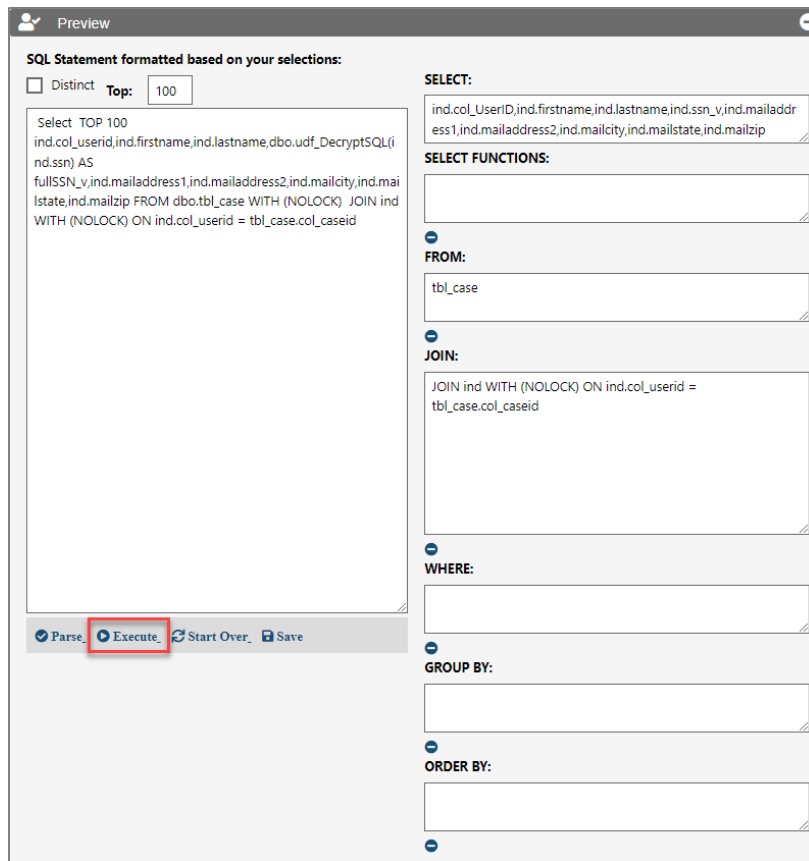 Preview
SQL Statement formatted based on your selections:
Distinct Top: 100
Select TOP 100
ind.col_userid,ind.firstname,ind.lastname,dbo.udf_DecryptSQL(i
nd.ssn) AS
fullSSN_v,ind.mailaddress1,ind.mailaddress2,ind.mailcity,ind.mai
lstate,ind.mailzip FROM dbo.tbl_case WITH (NOLOCK) JOIN ind
WITH (NOLOCK) ON ind.col_userid = tbl_case.col_caseid
Parse_ Execute_ Start Over_ Save
SELECT:
ind.col_UserID,ind.firstname,ind.lastname,ind.ssn_v,ind.mailaddr
ess1,ind.mailaddress2,ind.mailcity,ind.mailstate,ind.mailzip
SELECT FUNCTIONS:
FROM:
tbl_case
JOIN:
JOIN ind WITH (NOLOCK) ON ind.col_userid =
tbl_case.col_caseid
WHERE:
GROUP BY:
ORDER BY: